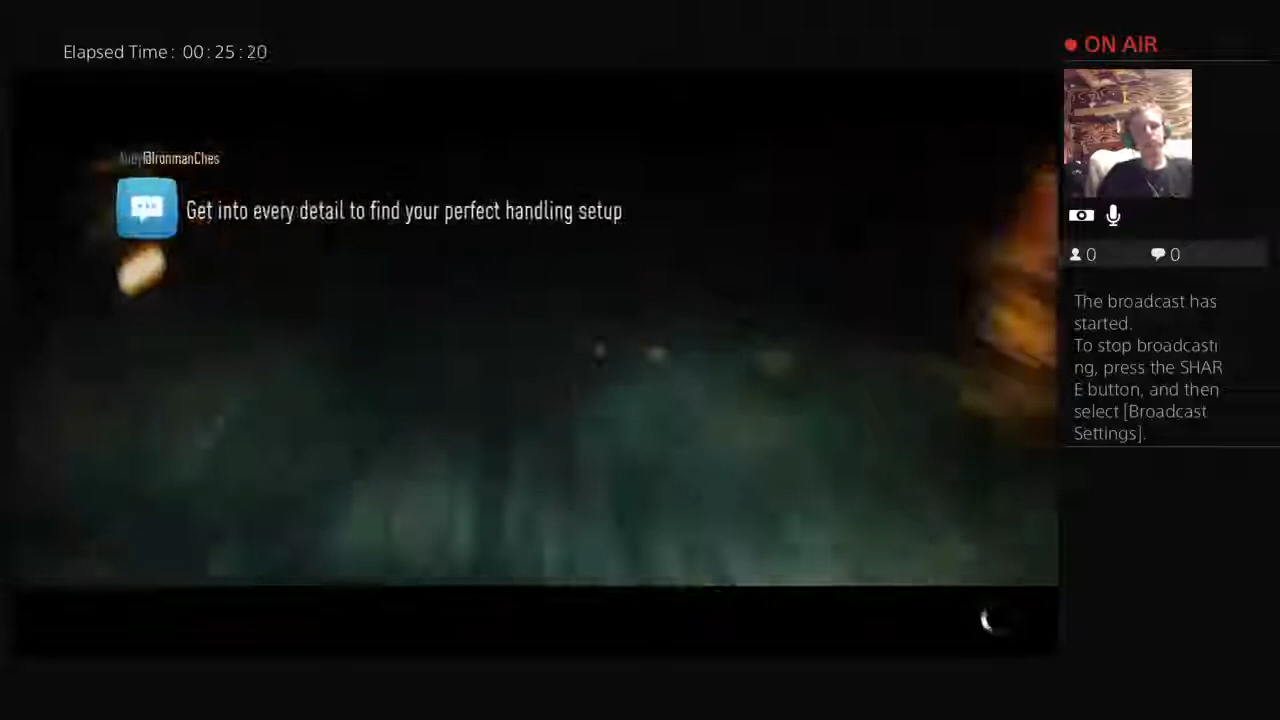 Elapsed Time: 00:25:20
ON AIR
@IronmanChes
Get into every detail to find your perfect handling setup
0 0
The broadcast has
started.
To stop broadcasti
ng, press the SHAR
E button, and then
select [Broadcast
Settings].